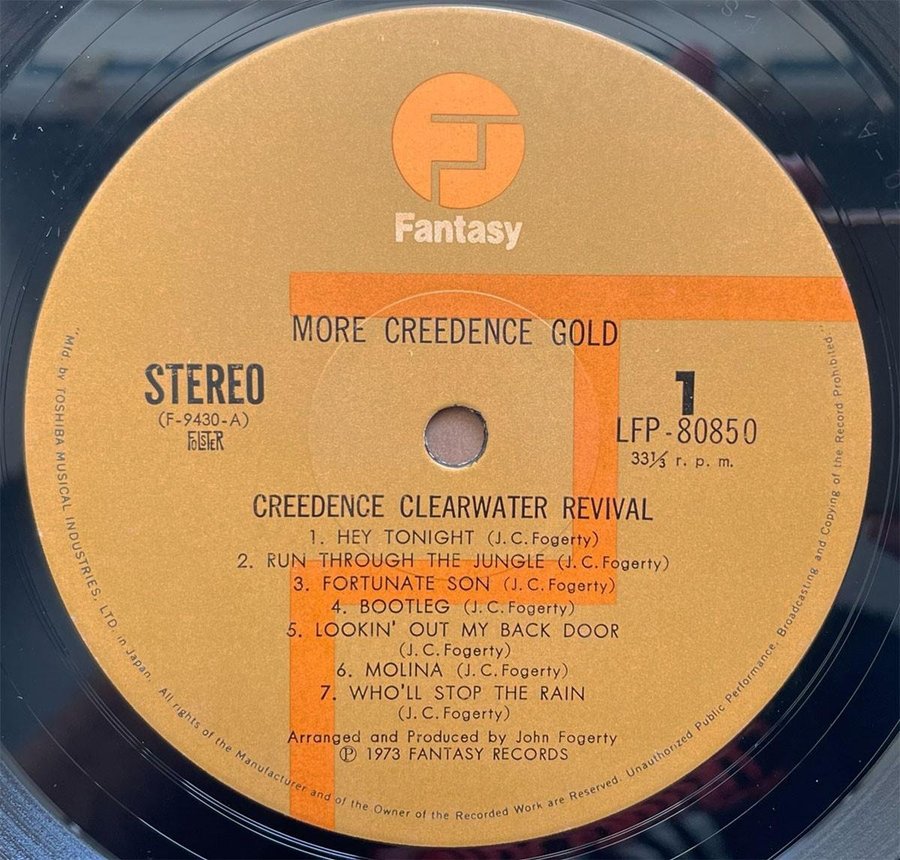 Fantasy
MORE CREEDENCE GOLD
STEREO
(F-9430-A)
FOLSTER
1
LFP-80850
33⅓ r. p. m.
CREEDENCE CLEARWATER REVIVAL
1. HEY TONIGHT (J.C.Fogerty)
2. RUN THROUGH THE JUNGLE (J.C.Fogerty)
3. FORTUNATE SON (J.C.Fogerty)
4. BOOTLEG (J.C.Fogerty)
5. LOOKIN' OUT MY BACK DOOR
(J.C.Fogerty)
6. MOLINA (J.C.Fogerty)
7. WHO'LL STOP THE RAIN
(J.C.Fogerty)
Arranged and Produced by John Fogerty
Ⓟ 1973 FANTASY RECORDS
"Mfd. by TOSHIBA MUSICAL INDUSTRIES, LTD. in Japan. All rights of the Manufacturer and of the Owner of the Recorded Work are Reserved. Unauthorized Public Performance, Broadcasting and Copying of the Record Prohibited."